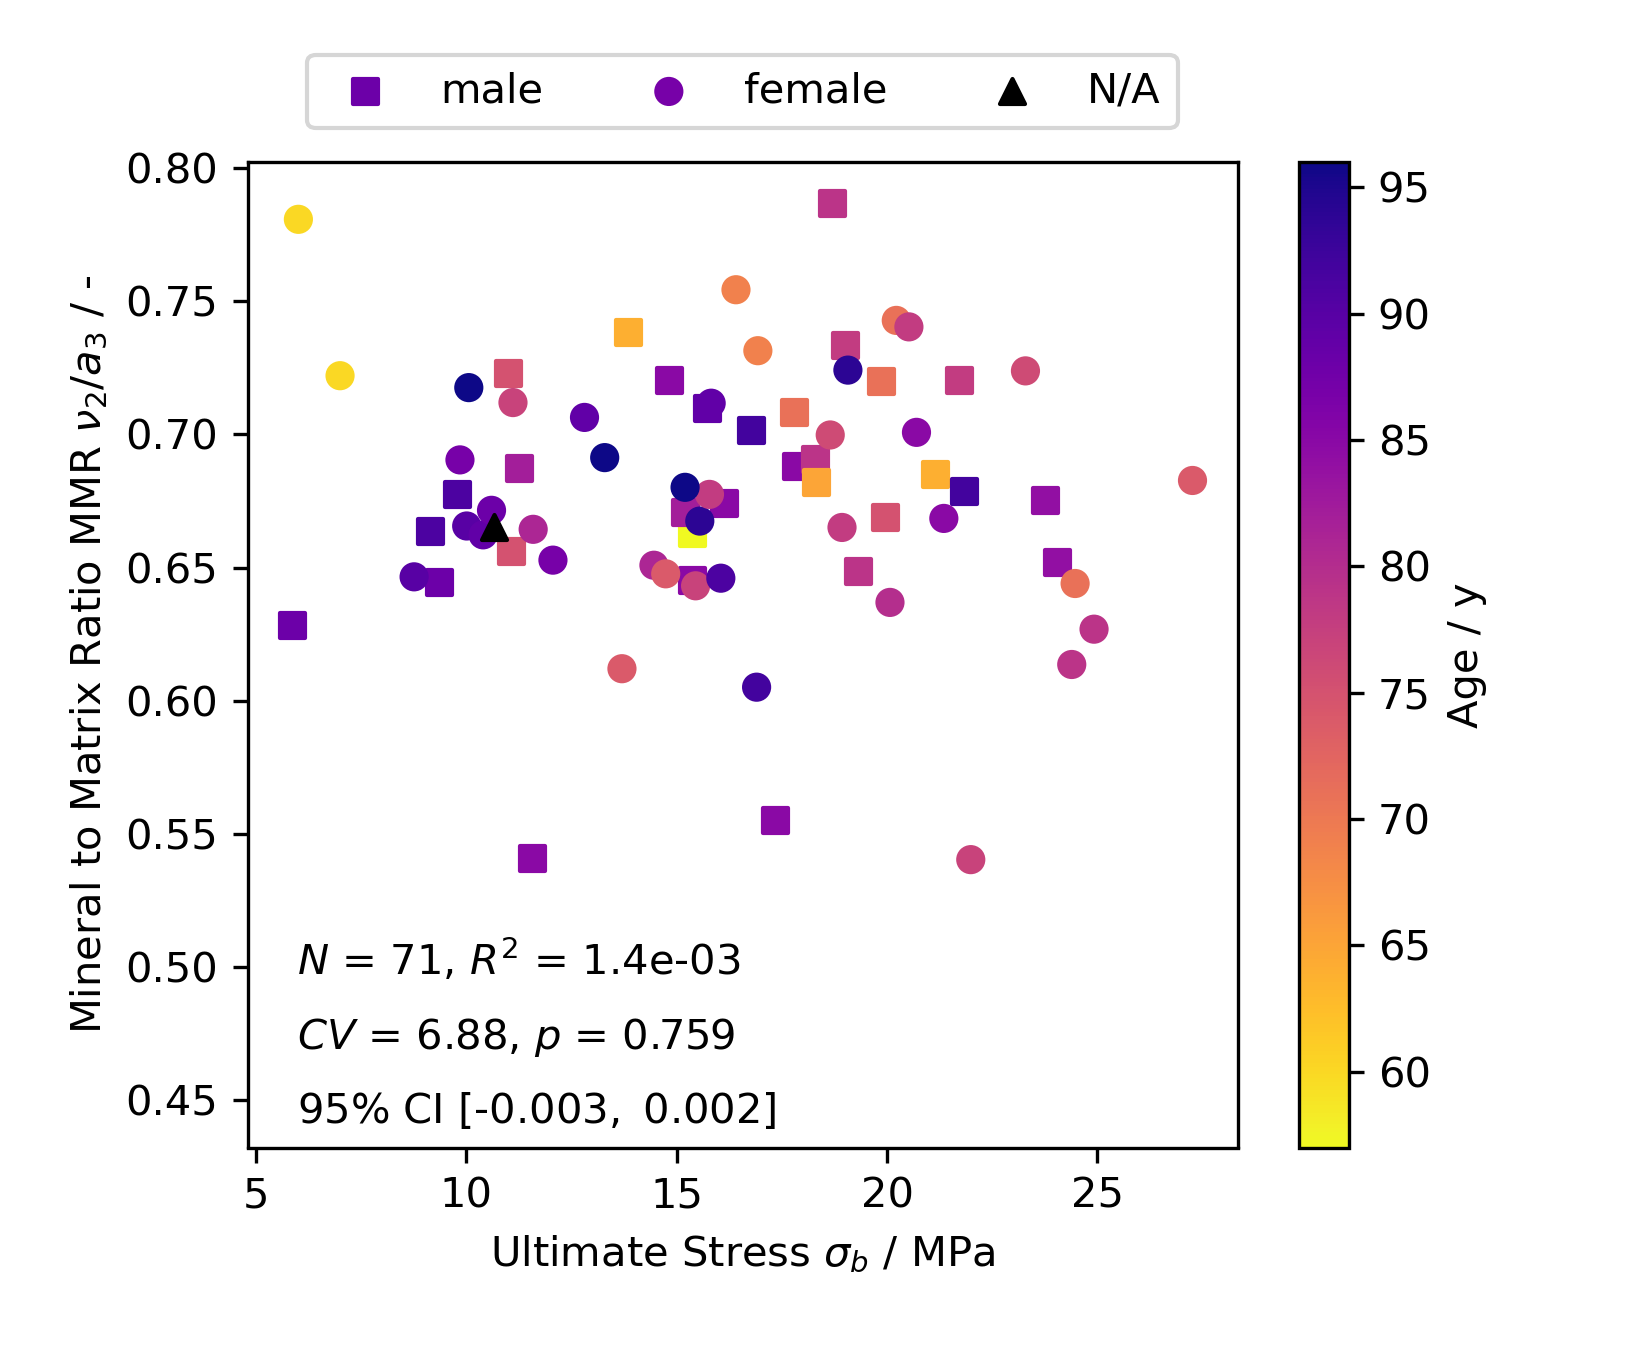 male female N/A
0.80
0.75
0.70
0.65
0.60
0.55
0.50
0.45
Mineral to Matrix Ratio MMR ν₂/a₃ / -
N = 71, R² = 1.4e-03
CV = 6.88, p = 0.759
95% CI [-0.003, 0.002]
5 10 15 20 25
Ultimate Stress σ_b / MPa
95
90
85
80
75
70
65
60
Age / y